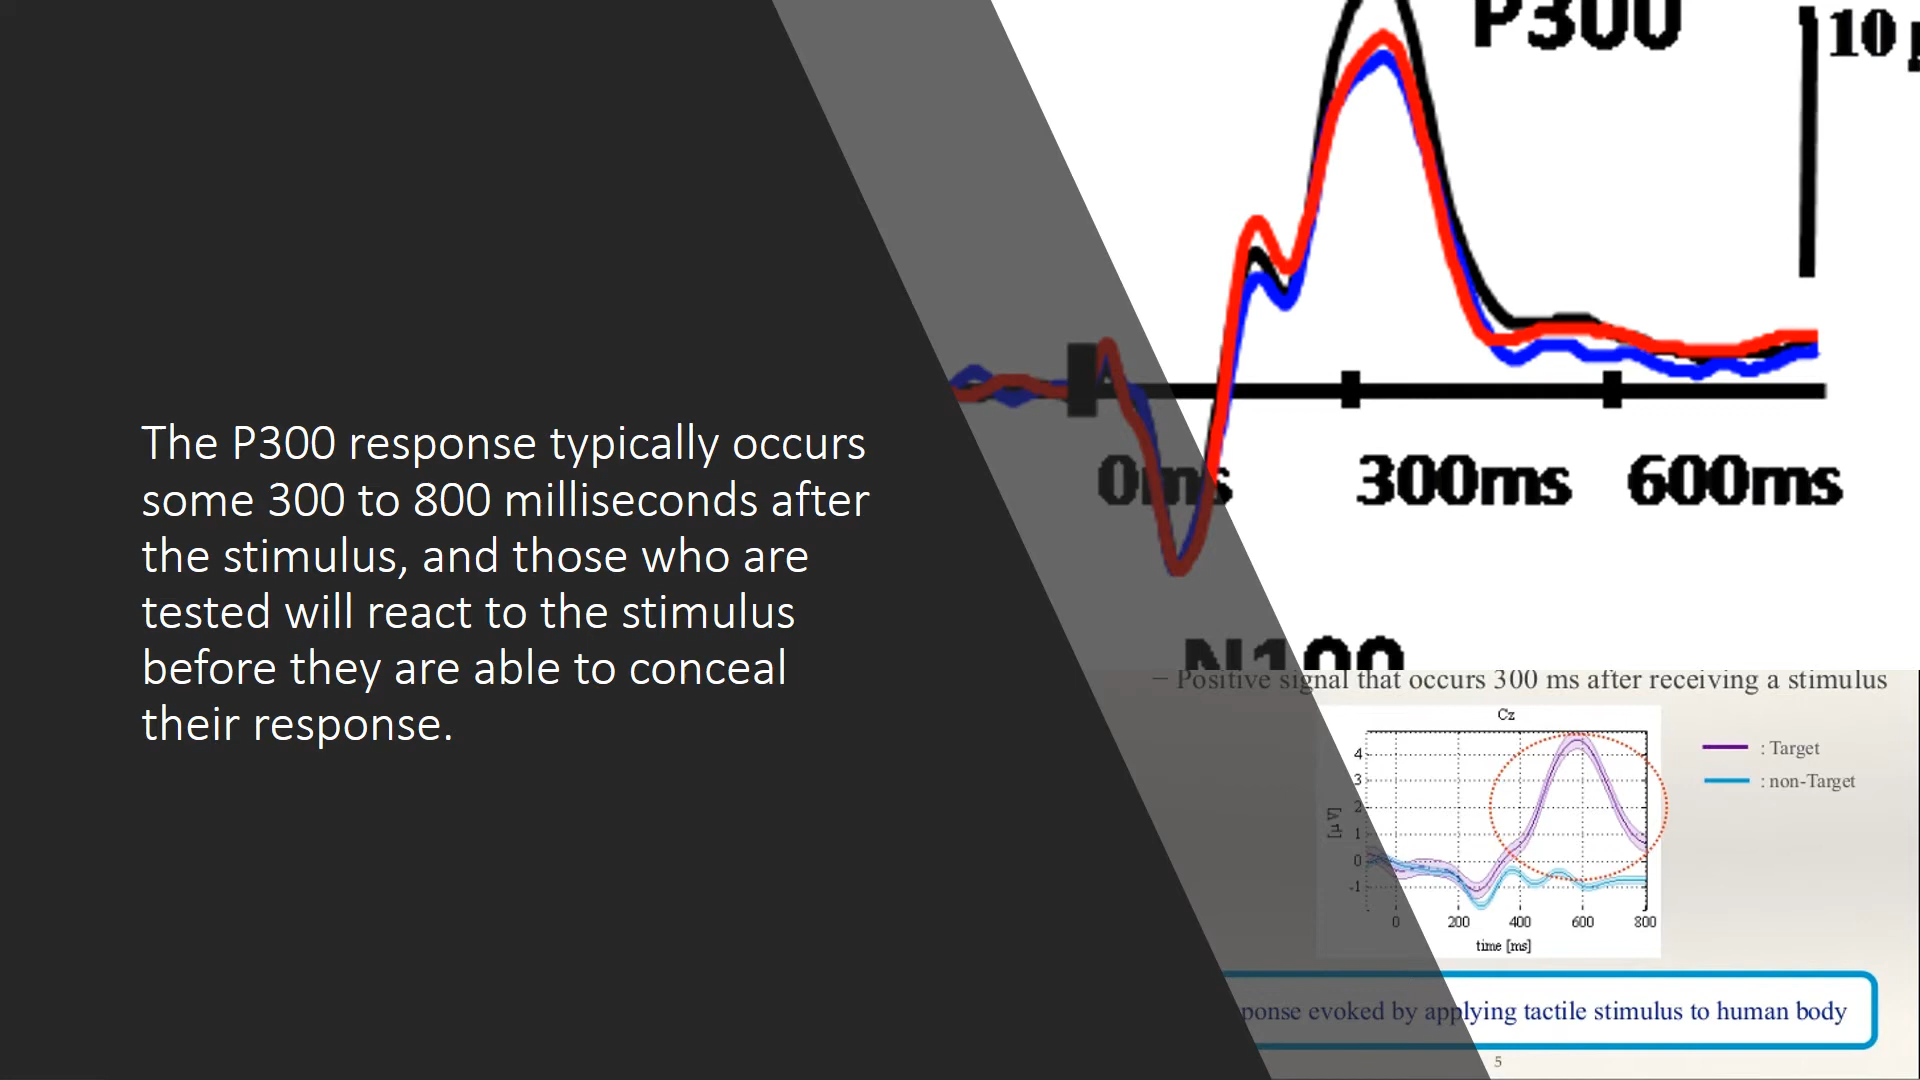 The P300 response typically occurs
some 300 to 800 milliseconds after
the stimulus, and those who are
tested will react to the stimulus
before they are able to conceal
their response.
P300
10
0ms 300ms 600ms
N100
– Positive signal that occurs 300 ms after receiving a stimulus
Cz
4
3
2
1
0
-1
[μV]
0 200 400 600 800
time [ms]
: Target
: non-Target
ponse evoked by applying tactile stimulus to human body
5